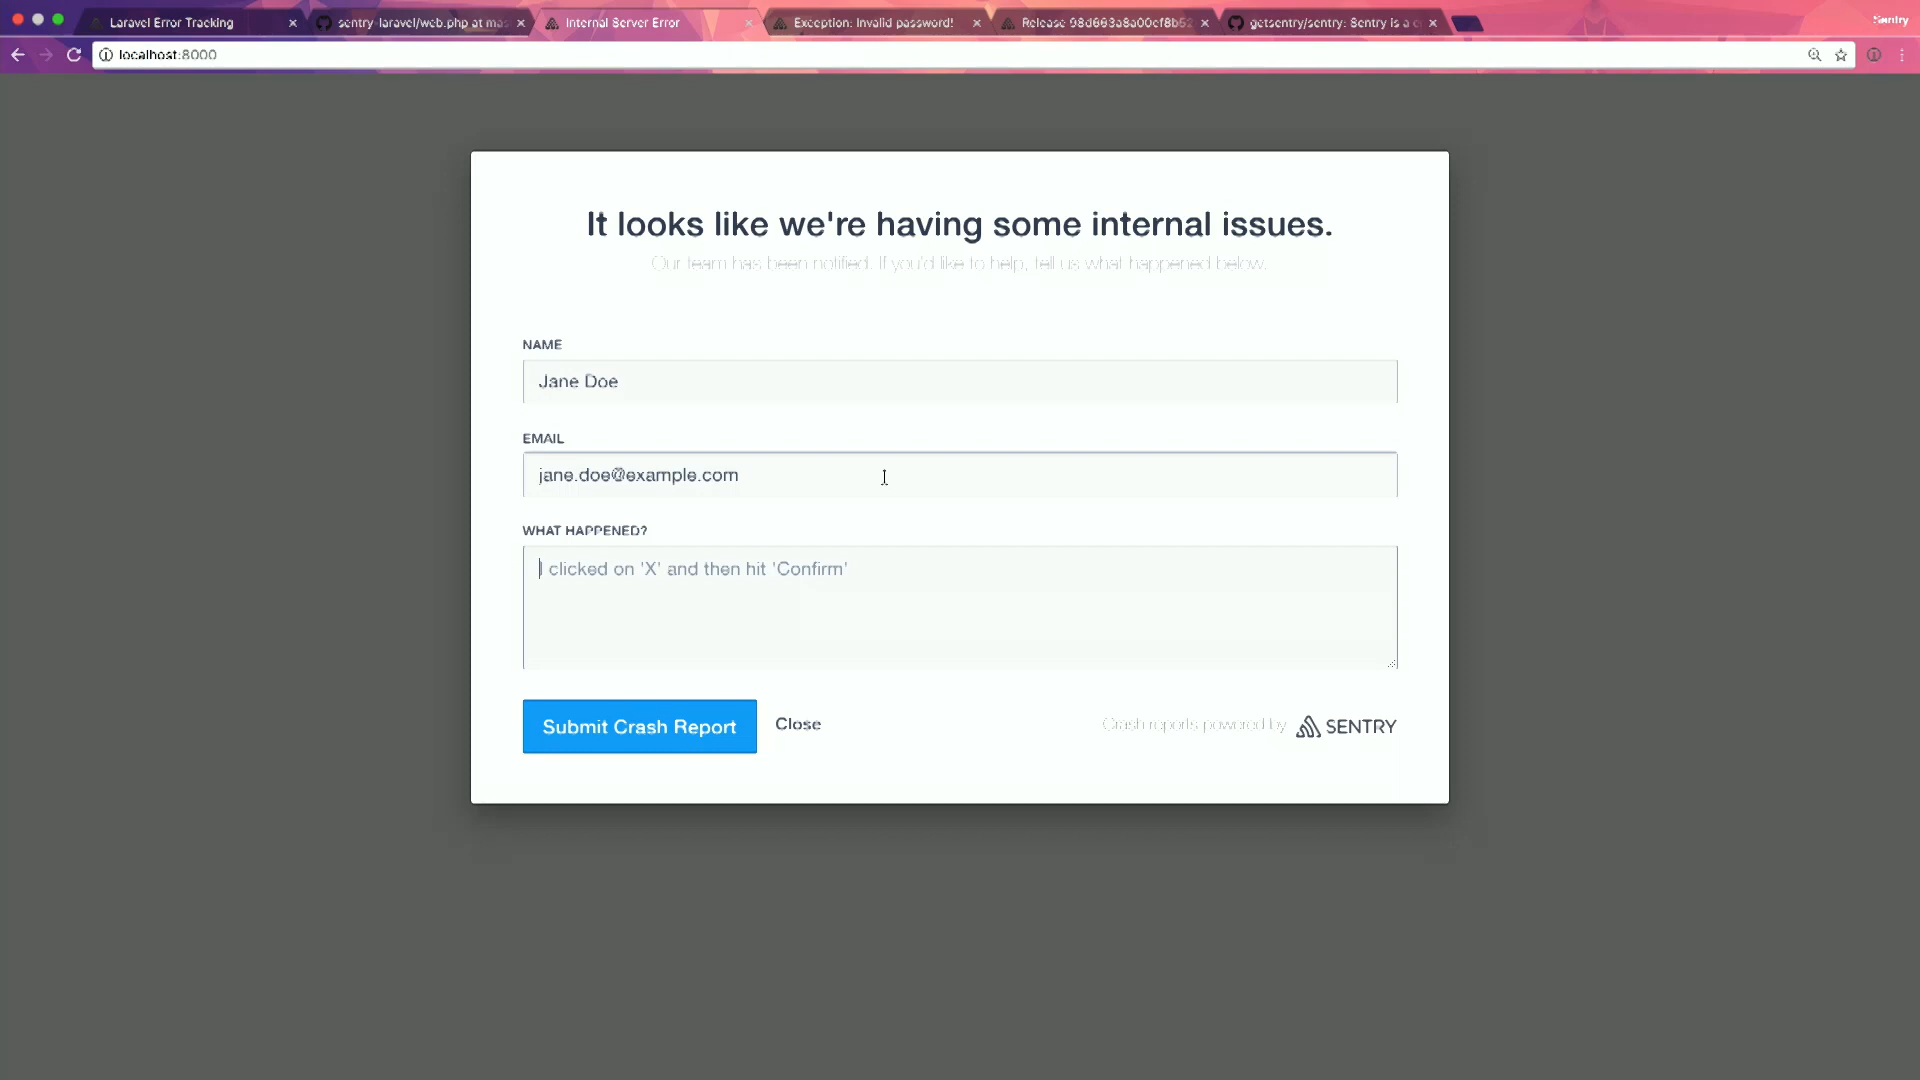 Laravel Error Tracking
sentry-laravel/web.php at mas
Internal Server Error
Exception: Invalid password!
Release 98d663a8a00ef8b52
getsentry/sentry: Sentry is a c
Sentry
localhost:8000
It looks like we're having some internal issues.
Our team has been notified. If you'd like to help, tell us what happened below.
NAME
Jane Doe
EMAIL
jane.doe@example.com
WHAT HAPPENED?
I clicked on 'X' and then hit 'Confirm'
Submit Crash Report
Close
Crash reports powered by SENTRY